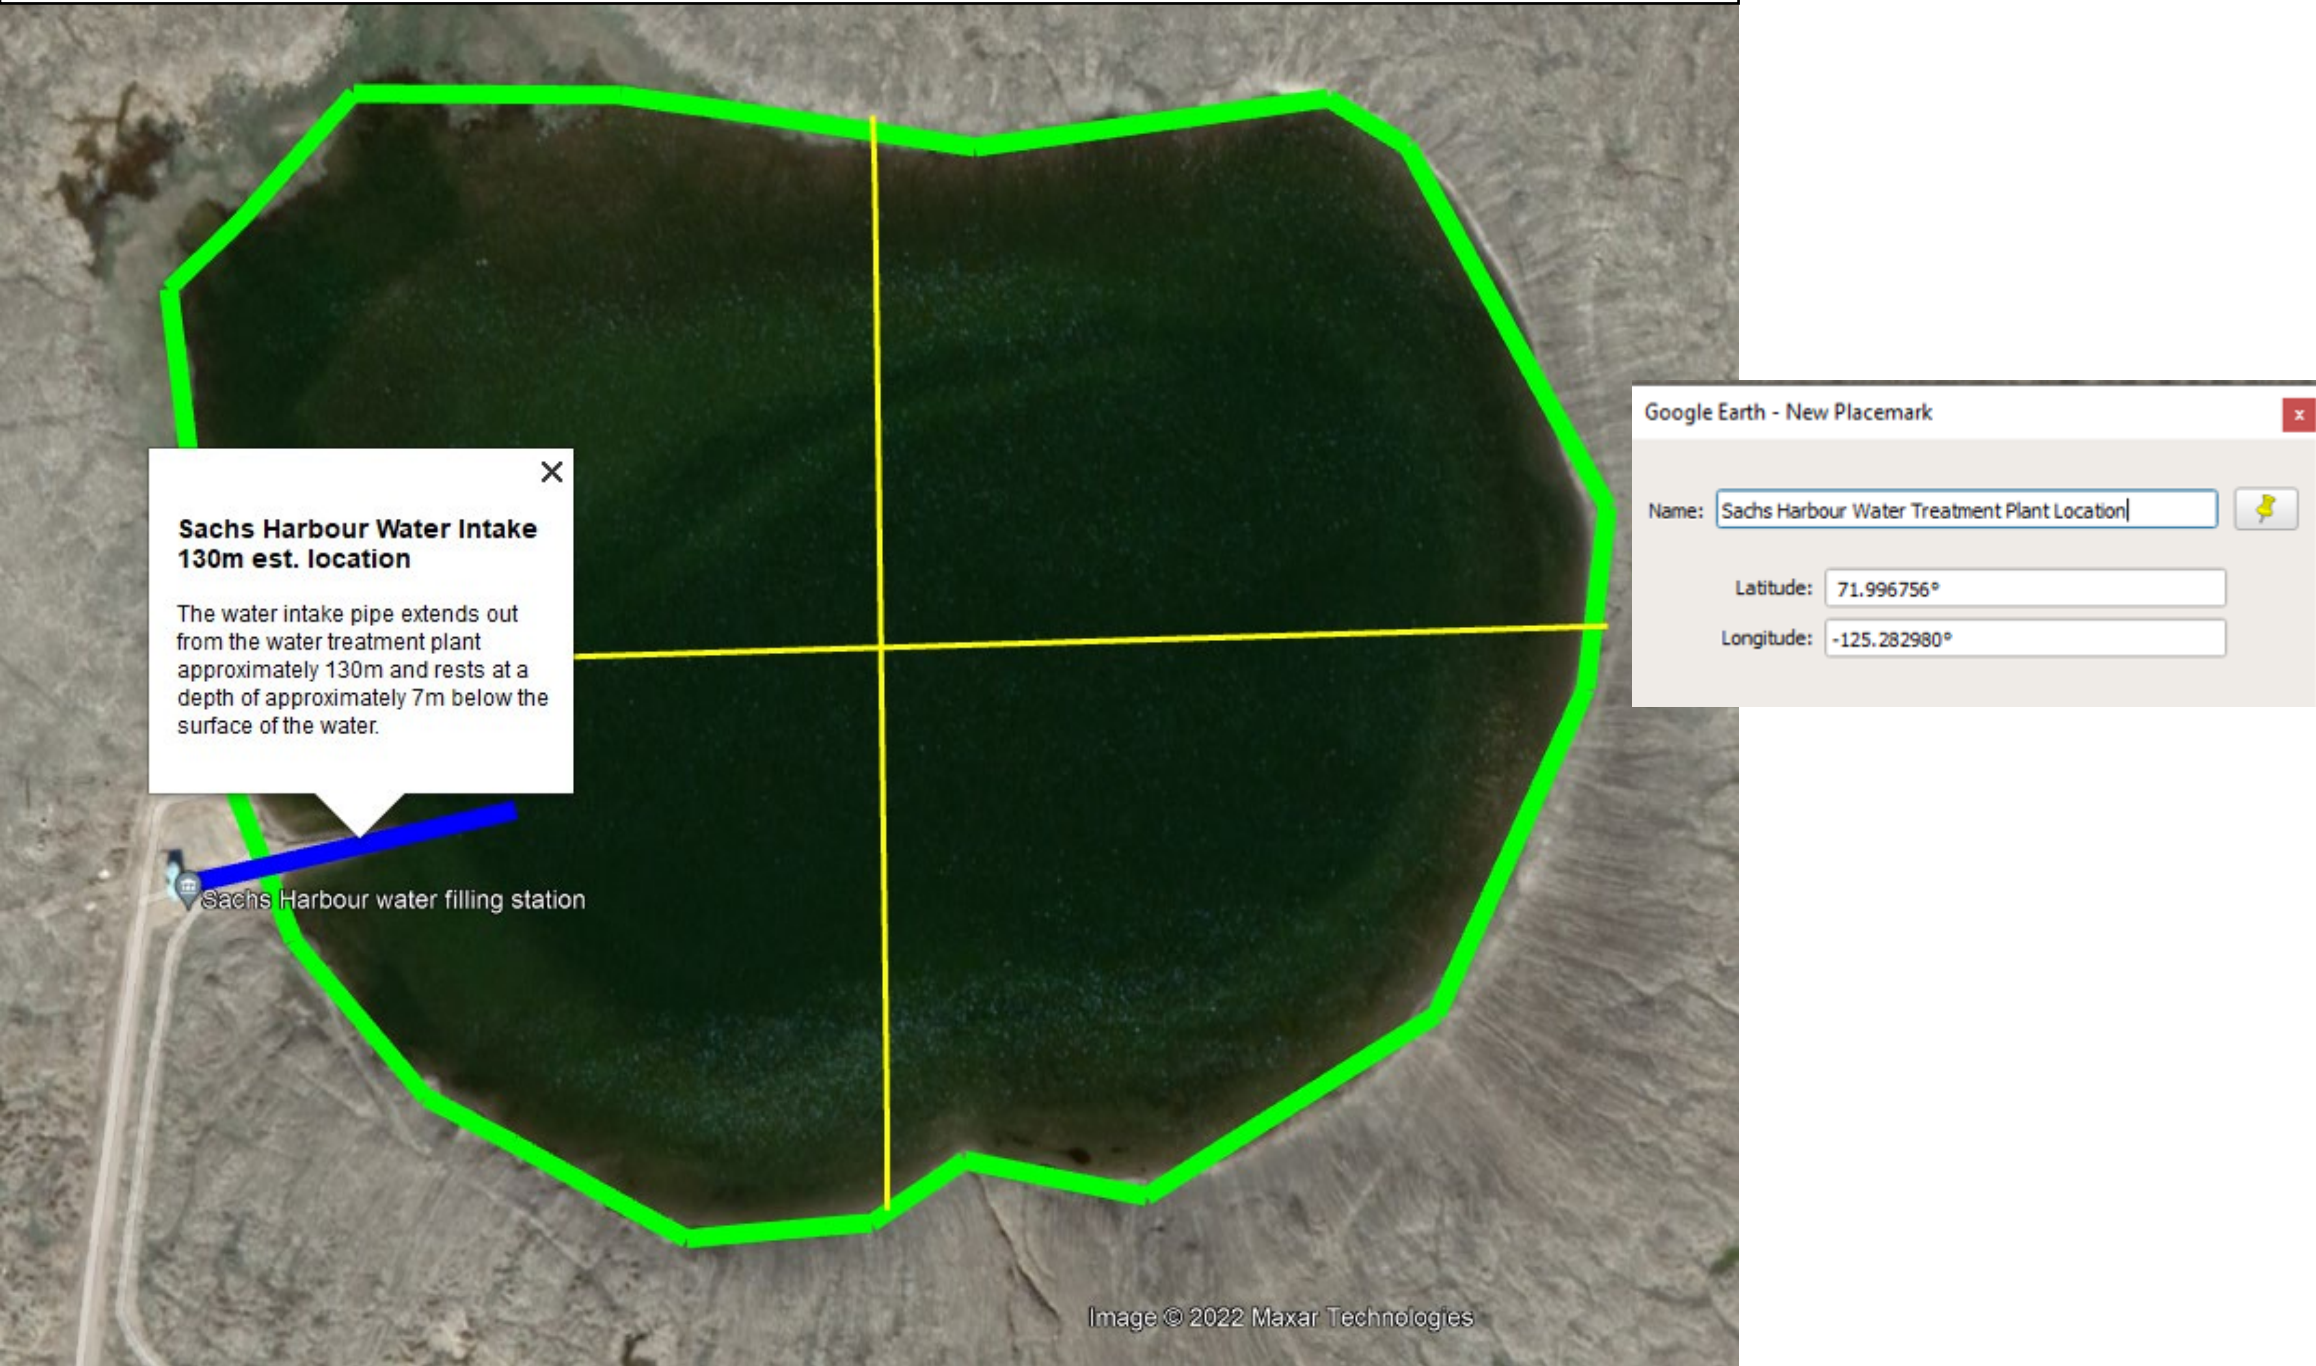 Sachs Harbour Water Intake
130m est. location
The water intake pipe extends out
from the water treatment plant
approximately 130m and rests at a
depth of approximately 7m below the
surface of the water.
Sachs Harbour water filling station
Image © 2022 Maxar Technologies
Google Earth - New Placemark
Name: Sachs Harbour Water Treatment Plant Location
Latitude: 71.996756°
Longitude: -125.282980°